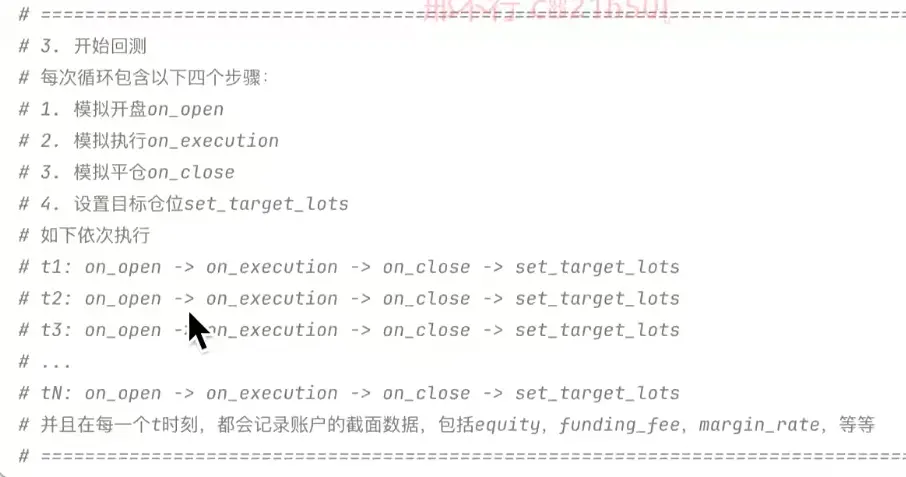 # ==============================================================================
# 3. 开始回测
# 每次循环包含以下四个步骤：
# 1. 模拟开盘on_open
# 2. 模拟执行on_execution
# 3. 模拟平仓on_close
# 4. 设置目标仓位set_target_lots
# 如下依次执行
# t1: on_open -> on_execution -> on_close -> set_target_lots
# t2: on_open -> on_execution -> on_close -> set_target_lots
# t3: on_open -> on_execution -> on_close -> set_target_lots
# ...
# tN: on_open -> on_execution -> on_close -> set_target_lots
# 并且在每一个t时刻，都会记录账户的截面数据，包括equity，funding_fee，margin_rate，等等
# ==============================================================================